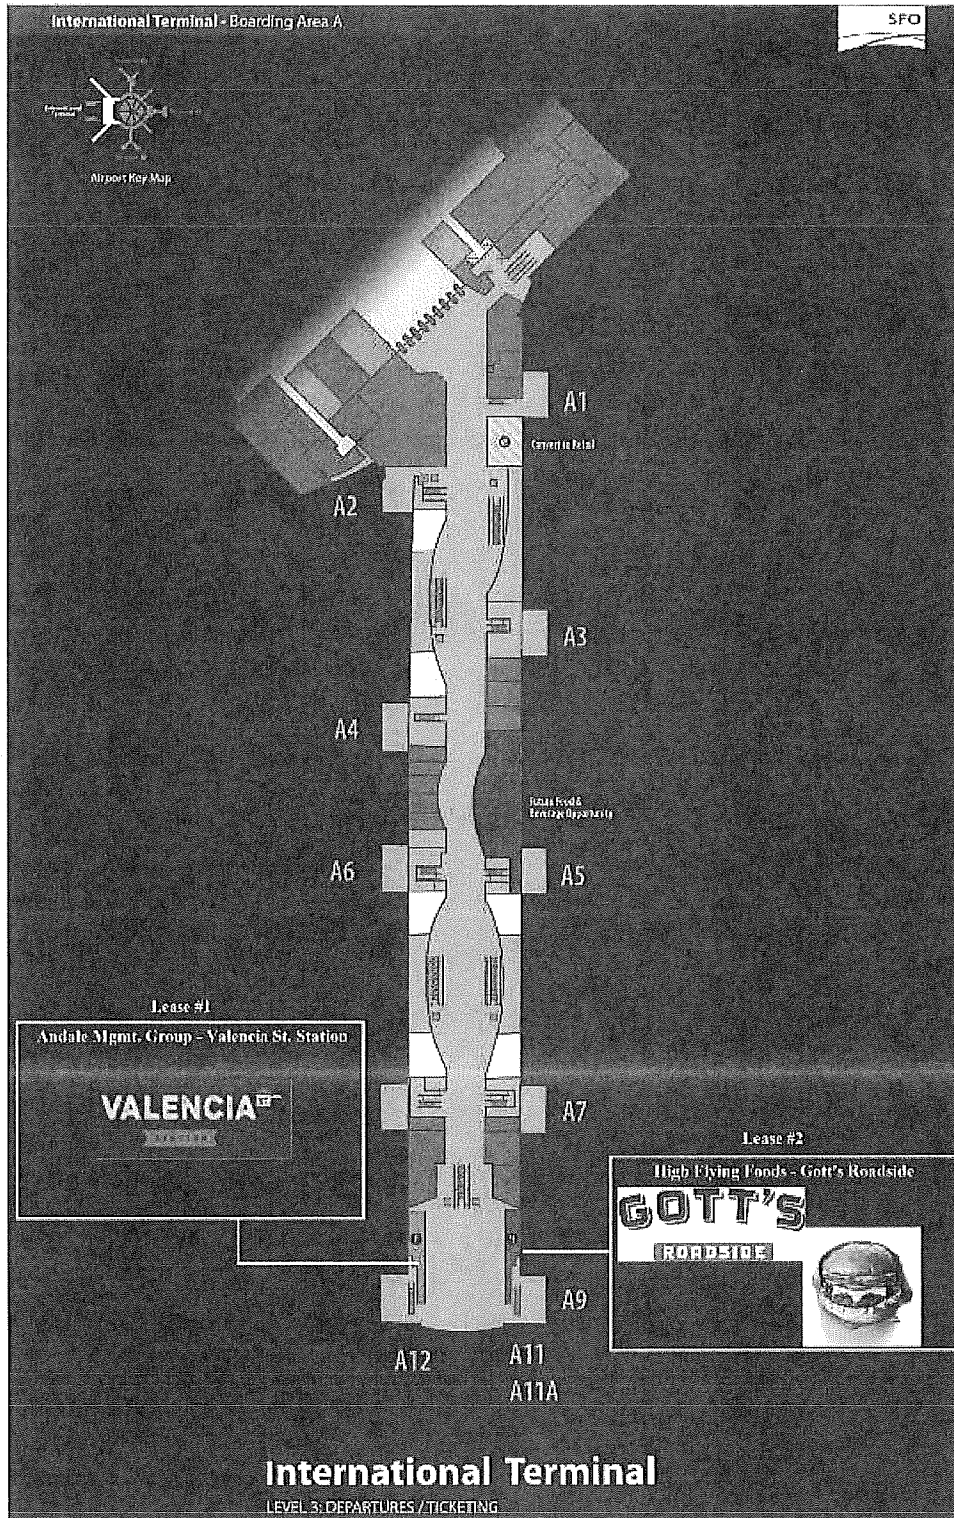 International Terminal - Boarding Area A
SFO
Airport Key Map
A1
Convert to Retail
A2
A3
A4
Future Food &
Beverage Opportunity
A6
A5
Lease #1
Andale Mgmt. Group - Valencia St. Station
VALENCIA
A7
Lease #2
High Flying Foods - Gott's Roadside
GOTT'S
ROADSIDE
A9
A12
A11
A11A
International Terminal
LEVEL 3: DEPARTURES / TICKETING